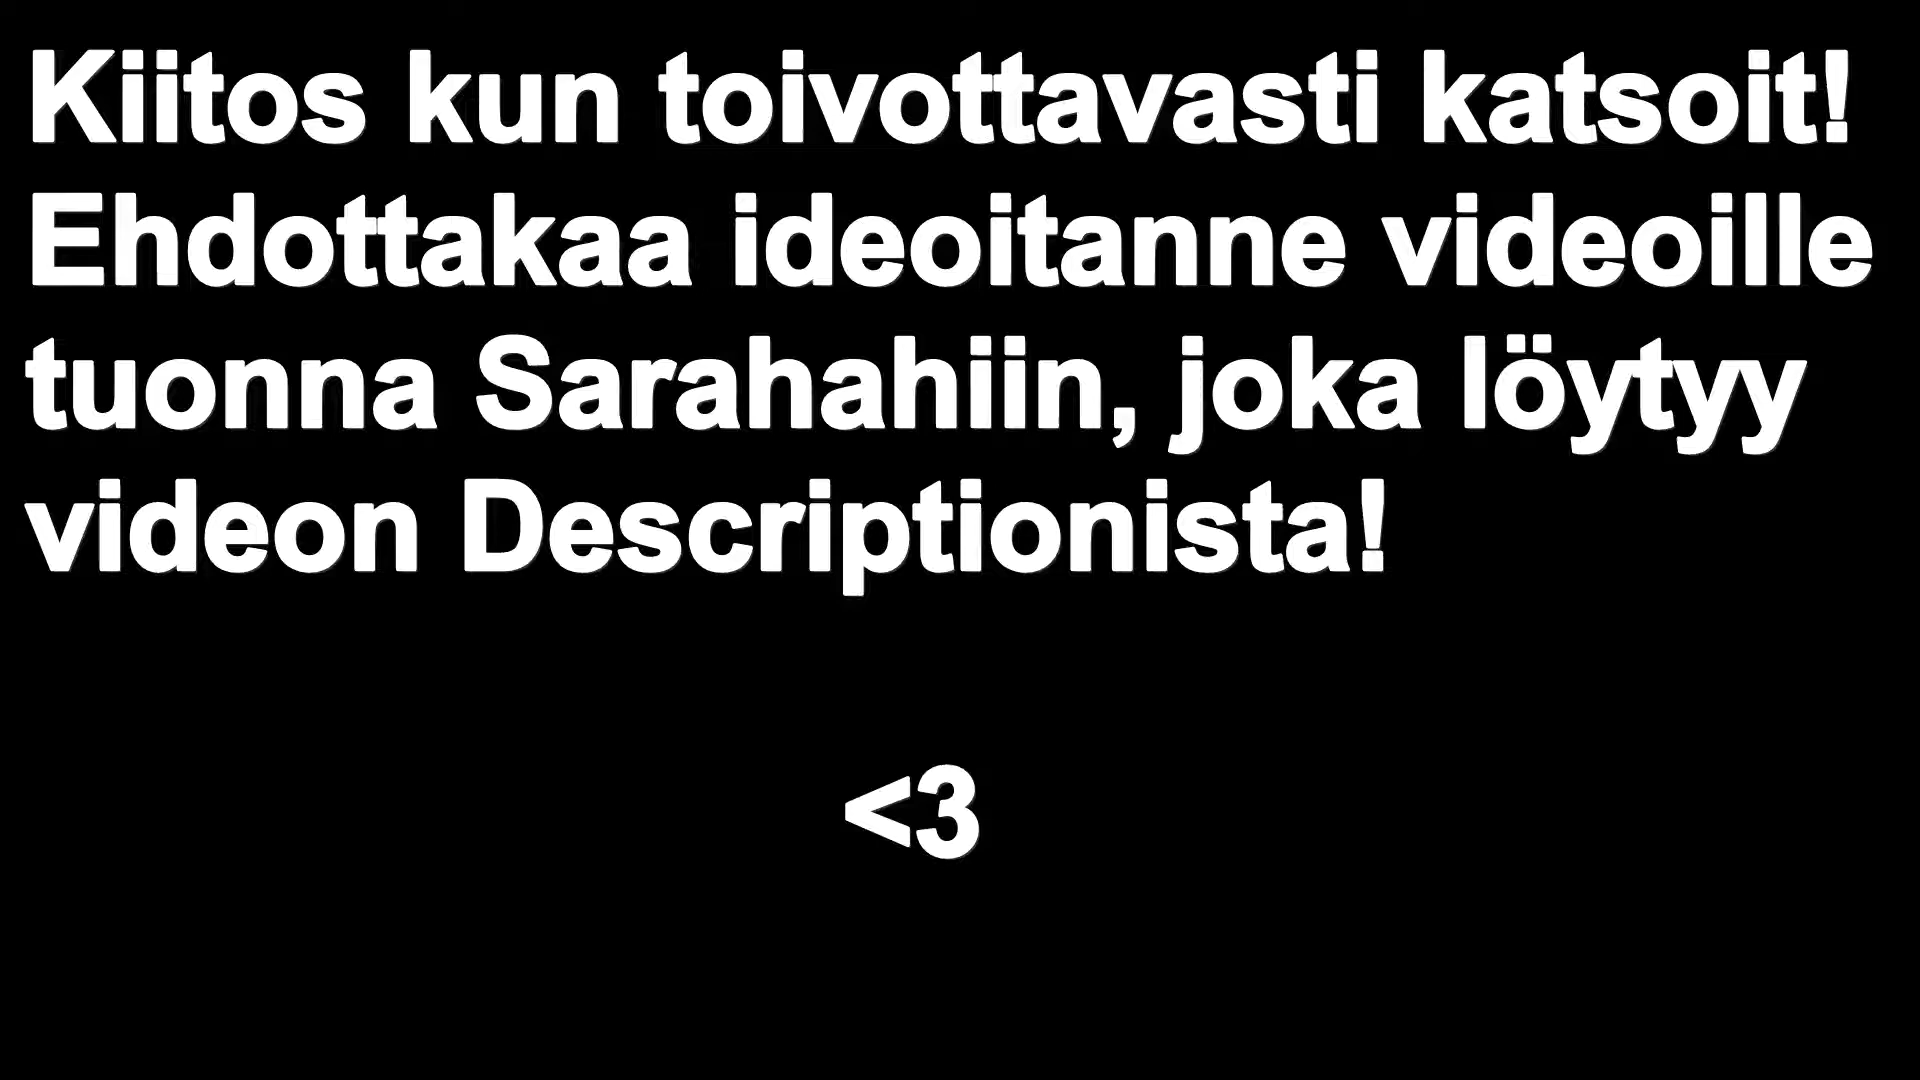 Kiitos kun toivottavasti katsoit!
Ehdottakaa ideoitanne videoille
tuonna Sarahahiin, joka löytyy
videon Descriptionista!
<3